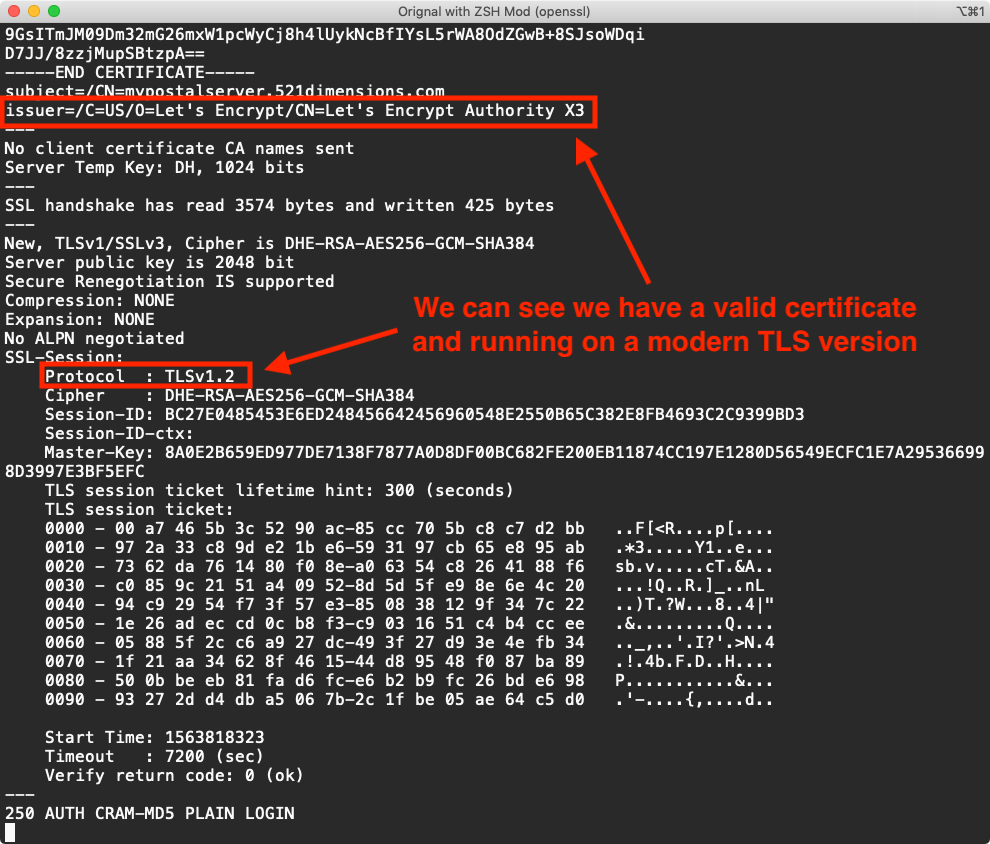 Orignal with ZSH Mod (openssl)
⌥⌘1
9GsITmJM09Dm32mG26mxW1pcWyCj8h4lUykNcBfIYsL5rWA8OdZGwB+8SJsoWDqi
D7JJ/8zzjMupSBtzpA==
-----END CERTIFICATE-----
subject=/CN=mypostalserver.521dimensions.com
issuer=/C=US/O=Let's Encrypt/CN=Let's Encrypt Authority X3
---
No client certificate CA names sent
Server Temp Key: DH, 1024 bits
---
SSL handshake has read 3574 bytes and written 425 bytes
---
New, TLSv1/SSLv3, Cipher is DHE-RSA-AES256-GCM-SHA384
Server public key is 2048 bit
Secure Renegotiation IS supported
Compression: NONE
Expansion: NONE
No ALPN negotiated
SSL-Session:
    Protocol  : TLSv1.2
    Cipher    : DHE-RSA-AES256-GCM-SHA384
    Session-ID: BC27E0485453E6ED248456642456960548E2550B65C382E8FB4693C2C9399BD3
    Session-ID-ctx:
    Master-Key: 8A0E2B659ED977DE7138F7877A0D8DF00BC682FE200EB11874CC197E1280D56549ECFC1E7A29536699
8D3997E3BF5EFC
    TLS session ticket lifetime hint: 300 (seconds)
    TLS session ticket:
    0000 - 00 a7 46 5b 3c 52 90 ac-85 cc 70 5b c8 c7 d2 bb   ..F[<R....p[....
    0010 - 97 2a 33 c8 9d e2 1b e6-59 31 97 cb 65 e8 95 ab   .*3.....Y1..e...
    0020 - 73 62 da 76 14 80 f0 8e-a0 63 54 c8 26 41 88 f6   sb.v.....cT.&A..
    0030 - c0 85 9c 21 51 a4 09 52-8d 5d 5f e9 8e 6e 4c 20   ...!Q..R.]_..nL
    0040 - 94 c9 29 54 f7 3f 57 e3-85 08 38 12 9f 34 7c 22   ..)T.?W...8..4|"
    0050 - 1e 26 ad ec cd 0c b8 f3-c9 03 16 51 c4 b4 cc ee   .&.........Q....
    0060 - 05 88 5f 2c c6 a9 27 dc-49 3f 27 d9 3e 4e fb 34   .._,..'.I?'.>N.4
    0070 - 1f 21 aa 34 62 8f 46 15-44 d8 95 48 f0 87 ba 89   .!.4b.F.D..H....
    0080 - 50 0b be eb 81 fa d6 fc-e6 b2 b9 fc 26 bd e6 98   P...........&...
    0090 - 93 27 2d d4 db a5 06 7b-2c 1f be 05 ae 64 c5 d0   .'-....{,....d..
    Start Time: 1563818323
    Timeout   : 7200 (sec)
    Verify return code: 0 (ok)
---
250 AUTH CRAM-MD5 PLAIN LOGIN
We can see we have a valid certificate
and running on a modern TLS version